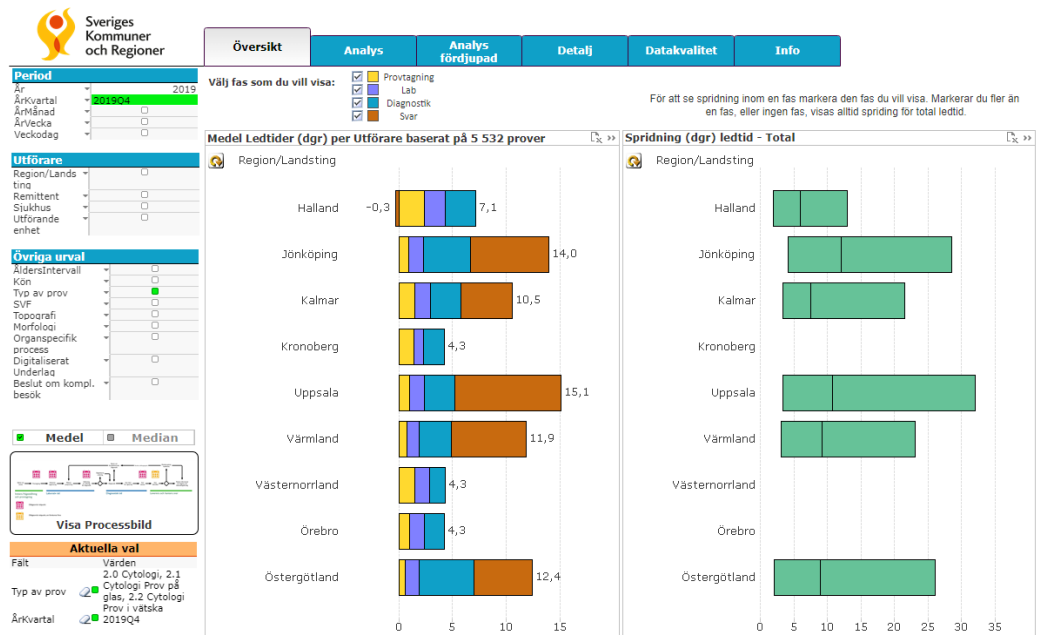 Sveriges
Kommuner
och Regioner
Översikt
Analys
Analys
fördjupad
Detalj
Datakvalitet
Info
Period
År 2019
ÅrKvartal 2019Q4
ÅrMånad
ÅrVecka
Veckodag
Utförare
Region/Lands
ting
Remittent
Sjukhus
Utförande
enhet
Övriga urval
ÅldersIntervall
Kön
Typ av prov
SVF
Topografi
Morfologi
Organspecifik
process
Digitaliserat
Underlag
Beslut om kompl.
besök
Medel
Median
Visa Processbild
Aktuella val
Fält Värden
Typ av prov 2.0 Cytologi, 2.1
Cytologi Prov på
glas, 2.2 Cytologi
Prov i vätska
ÅrKvartal 2019Q4
Välj fas som du vill visa:
Provtagning
Lab
Diagnostik
Svar
För att se spridning inom en fas markera den fas du vill visa. Markerar du fler än
en fas, eller ingen fas, visas alltid spriding för total ledtid.
Medel Ledtider (dgr) per Utförare baserat på 5 532 prover
Region/Landsting
Halland -0,3 7,1
Jönköping 14,0
Kalmar 10,5
Kronoberg 4,3
Uppsala 15,1
Värmland 11,9
Västernorrland 4,3
Örebro 4,3
Östergötland 12,4
0 5 10 15
Spridning (dgr) ledtid - Total
Region/Landsting
Halland
Jönköping
Kalmar
Kronoberg
Uppsala
Värmland
Västernorrland
Örebro
Östergötland
0 5 10 15 20 25 30 35